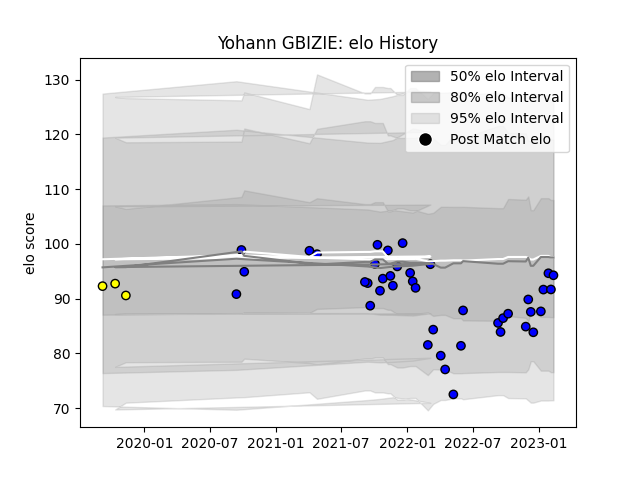 Yohann GBIZIE: elo History
50% elo Interval
80% elo Interval
95% elo Interval
Post Match elo
elo score
130
120
110
100
90
80
70
2020-01 2020-07 2021-01 2021-07 2022-01 2022-07 2023-01